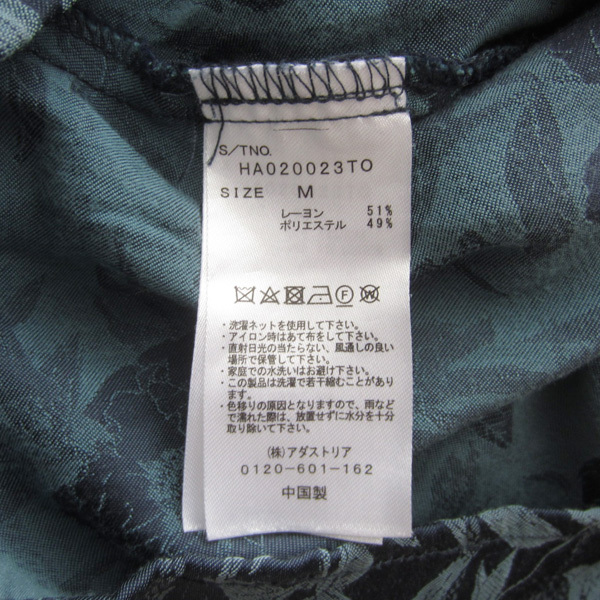 S/TNO.
HA020023TO
SIZE M
レーヨン 51%
ポリエステル 49%
・洗濯ネットを使用して下さい。
・アイロン時はあて布をして下さい。
・直射日光の当たらない、風通しの良い
場所で保管して下さい。
・家庭での水洗いはお避け下さい。
・この製品は洗濯で若干縮むことがあり
ます。
・色移りの原因となりますので、雨など
で濡れた際は、放置せずに水分を十分
取り除いて下さい。
(株)アダストリア
0120-601-162
中国製